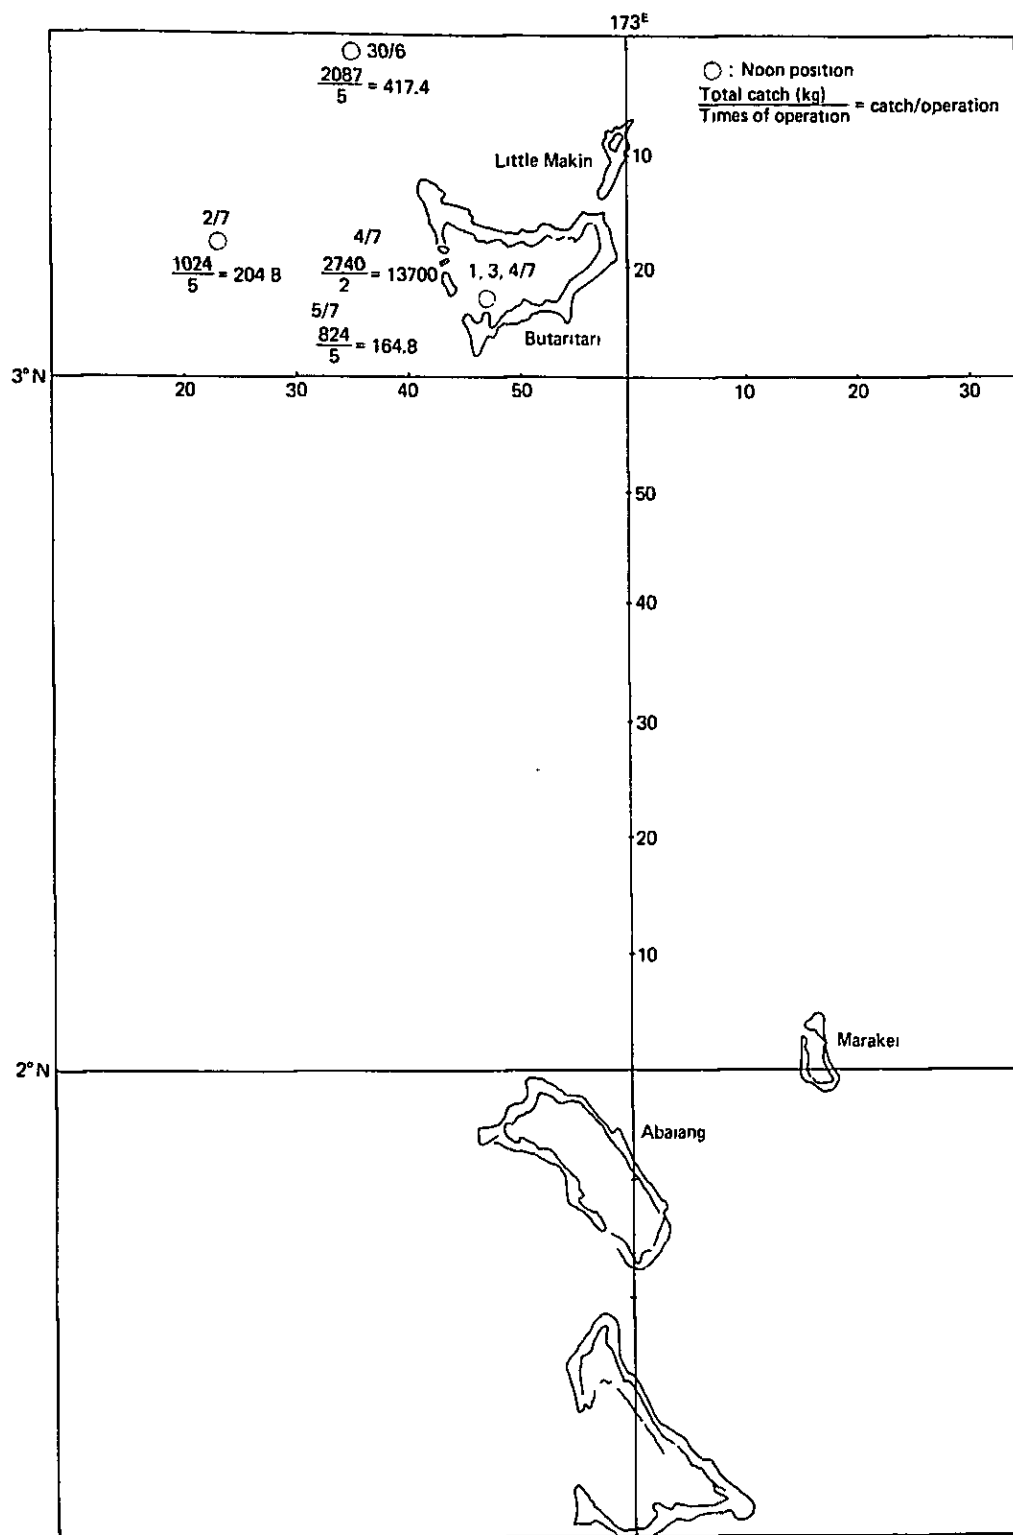 173ᴱ
30/6
2087/5 = 417.4
○ : Noon position
Total catch (kg)/Times of operation = catch/operation
Little Makin
10
2/7
4/7
1024/5 = 204 8
2740/2 = 13700
1, 3, 4/7
20
5/7
824/5 = 164.8
Butaritari
3° N
20 30 40 50 10 20 30
50
40
30
20
10
Marakei
2° N
Abaiang